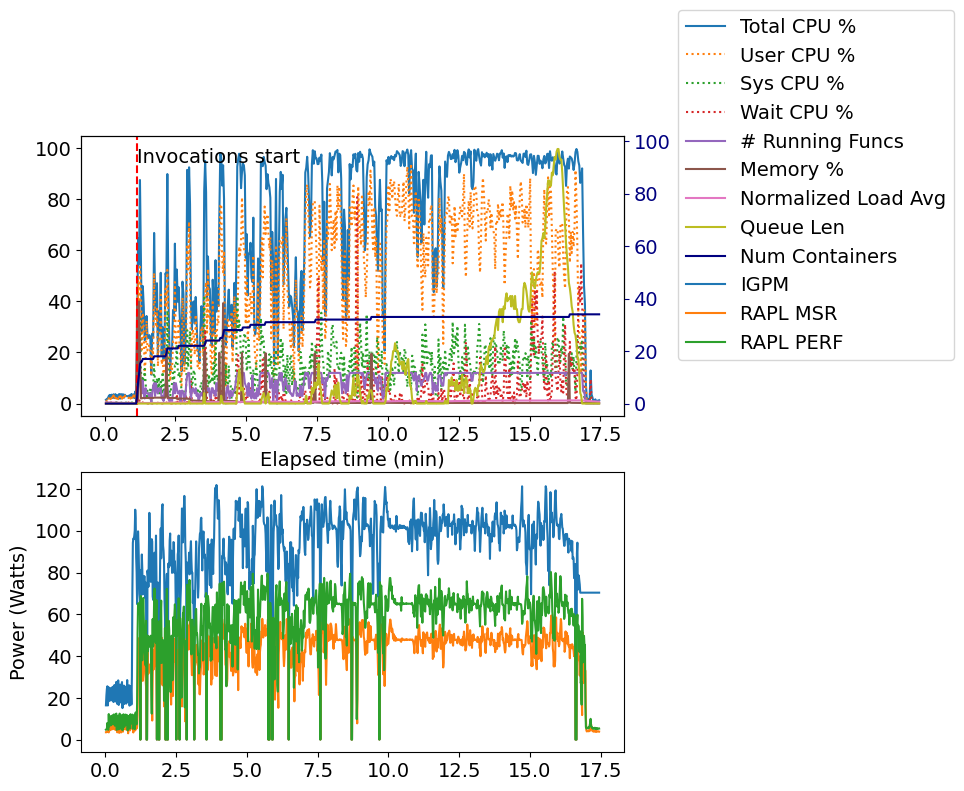 Total CPU %
User CPU %
Sys CPU %
Wait CPU %
# Running Funcs
Memory %
Normalized Load Avg
Queue Len
Num Containers
IGPM
RAPL MSR
RAPL PERF
Invocations start
100
80
60
40
20
0
100
80
60
40
20
0
0.0 2.5 5.0 7.5 10.0 12.5 15.0 17.5
Elapsed time (min)
Power (Watts)
120
100
80
60
40
20
0
0.0 2.5 5.0 7.5 10.0 12.5 15.0 17.5